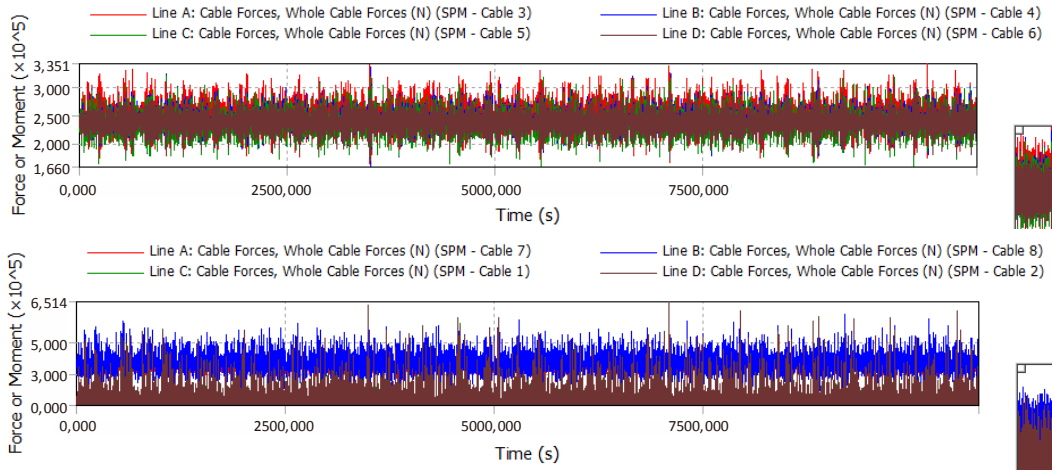 Line A: Cable Forces, Whole Cable Forces (N) (SPM - Cable 3)
Line B: Cable Forces, Whole Cable Forces (N) (SPM - Cable 4)
Line C: Cable Forces, Whole Cable Forces (N) (SPM - Cable 5)
Line D: Cable Forces, Whole Cable Forces (N) (SPM - Cable 6)
Force or Moment (×10^5)
3,351
3,000
2,500
2,000
1,660
0,000
2500,000
5000,000
7500,000
Time (s)
Line A: Cable Forces, Whole Cable Forces (N) (SPM - Cable 7)
Line B: Cable Forces, Whole Cable Forces (N) (SPM - Cable 8)
Line C: Cable Forces, Whole Cable Forces (N) (SPM - Cable 1)
Line D: Cable Forces, Whole Cable Forces (N) (SPM - Cable 2)
Force or Moment (×10^5)
6,514
5,000
3,000
0,000
0,000
2500,000
5000,000
7500,000
Time (s)